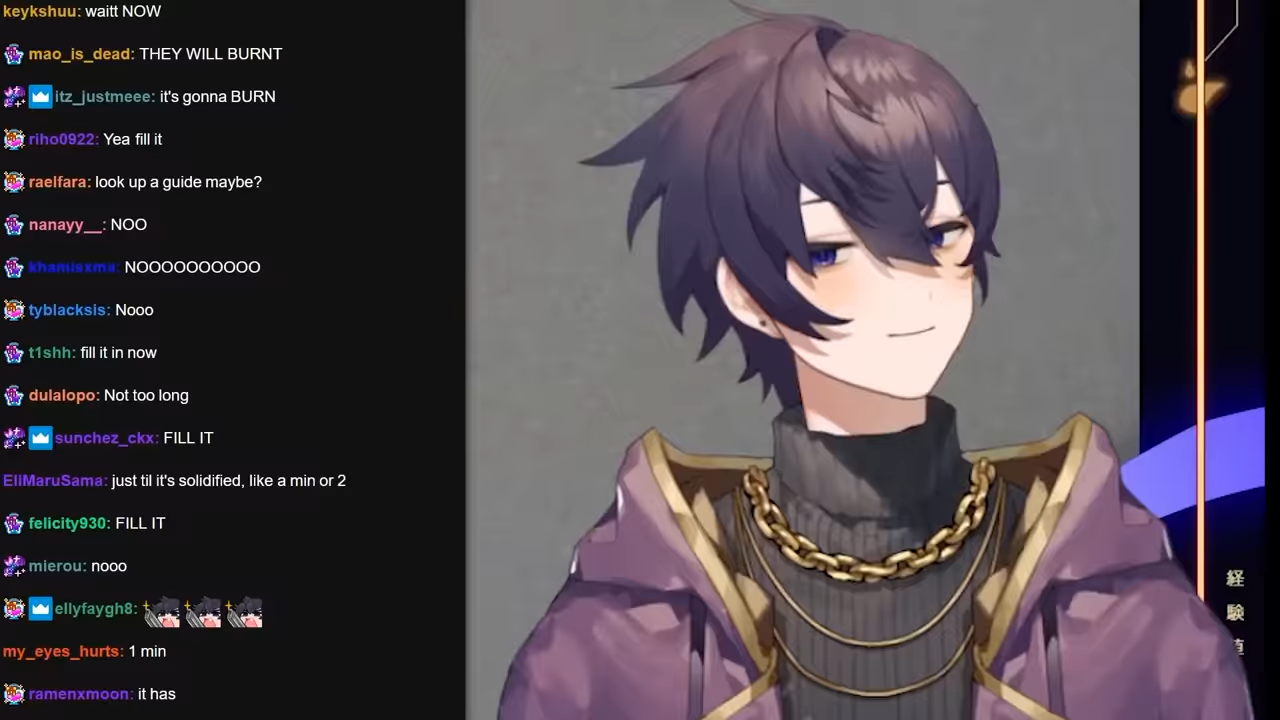 keykshuu: waitt NOW
mao_is_dead: THEY WILL BURNT
itz_justmeee: it's gonna BURN
riho0922: Yea fill it
raelfara: look up a guide maybe?
nanayy__: NOO
khamisxma: NOOOOOOOOOO
tyblacksis: Nooo
t1shh: fill it in now
dulalopo: Not too long
sunchez_ckx: FILL IT
EliMaruSama: just til it's solidified, like a min or 2
felicity930: FILL IT
mierou: nooo
ellyfaygh8:
my_eyes_hurts: 1 min
ramenxmoon: it has
経験